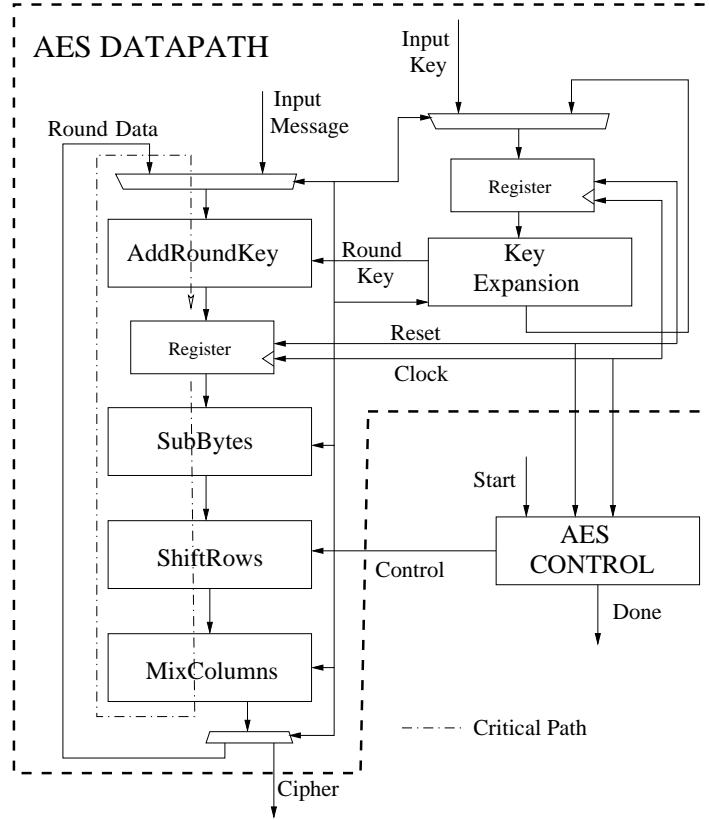 AES DATAPATH
Input
Key
Round Data
Input
Message
Register
AddRoundKey
Round
Key
Key
Expansion
Register
Reset
Clock
SubBytes
Start
ShiftRows
Control
AES
CONTROL
Done
MixColumns
Critical Path
Cipher